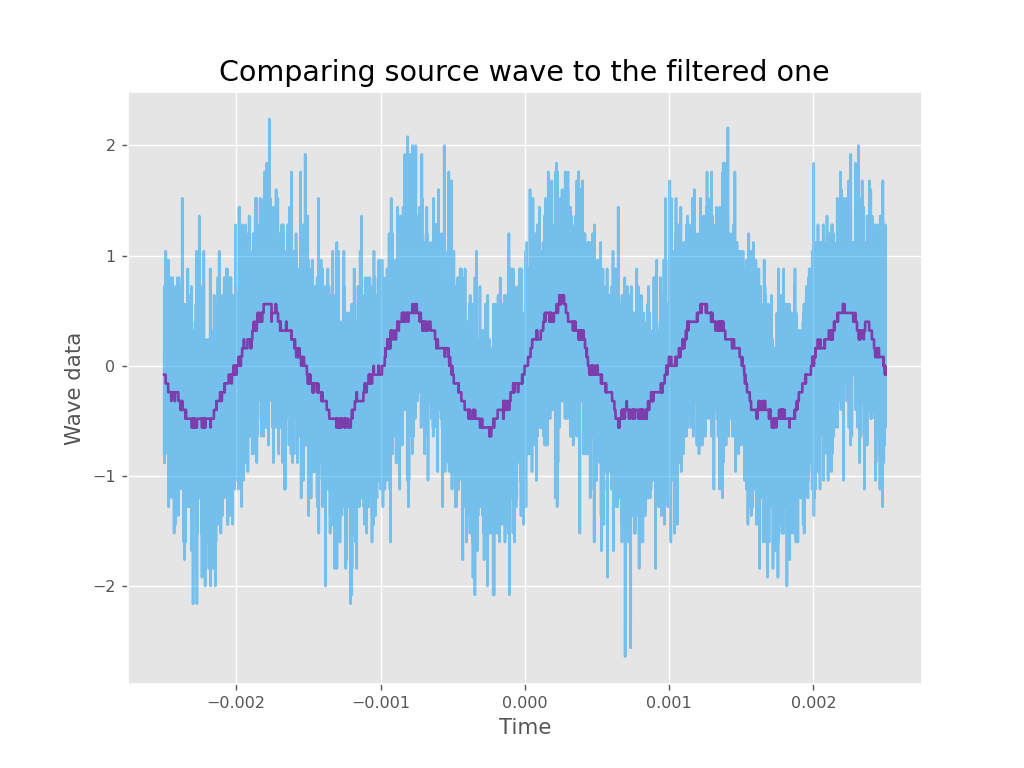 Comparing source wave to the filtered one
2
1
0
−1
−2
Wave data
−0.002 −0.001 0.000 0.001 0.002
Time